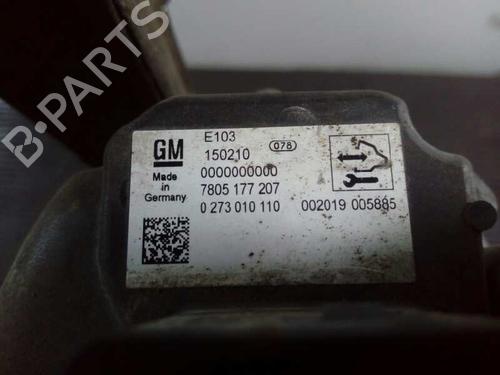 GM
E103
150210
078
Made
in
Germany
0000000000
7805 177 207
0 273 010 110
002019 005885
B-Parts